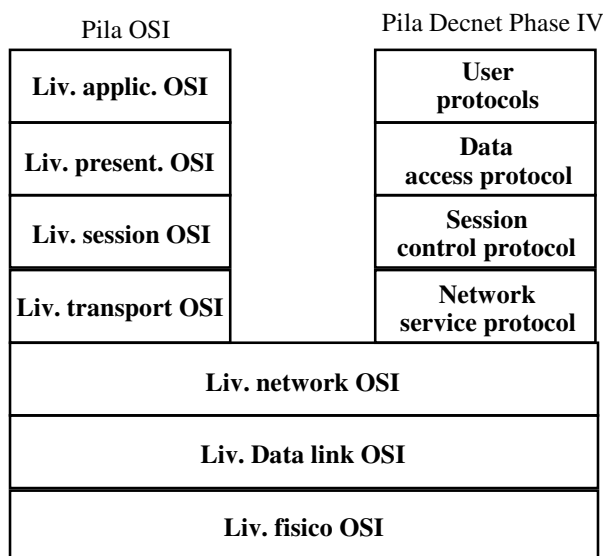 Pila OSI
Pila Decnet Phase IV
Liv. applic. OSI
User
protocols
Liv. present. OSI
Data
access protocol
Liv. session OSI
Session
control protocol
Liv. transport OSI
Network
service protocol
Liv. network OSI
Liv. Data link OSI
Liv. fisico OSI